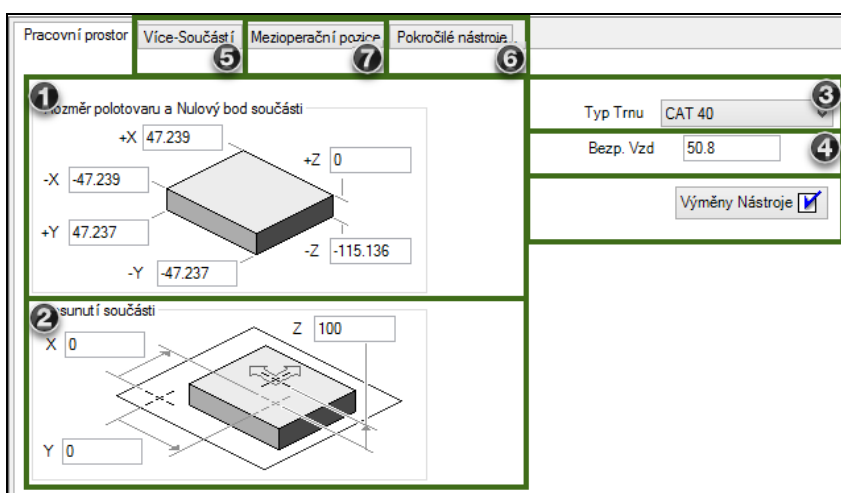 Pracovní prostor Více-Součástí Mezioperační pozice Pokročilé nástroje
5 7 6
1 3
polotovaru a Nulový bod součásti
Typ Trnu CAT 40
+X 47.239
Bezp. Vzd 50.8 4
+Z 0
-X -47.239
Výměny Nástroje
+Y 47.237
-Z -115.136
-Y -47.237
2
součásti
Z 100
X 0
Y 0